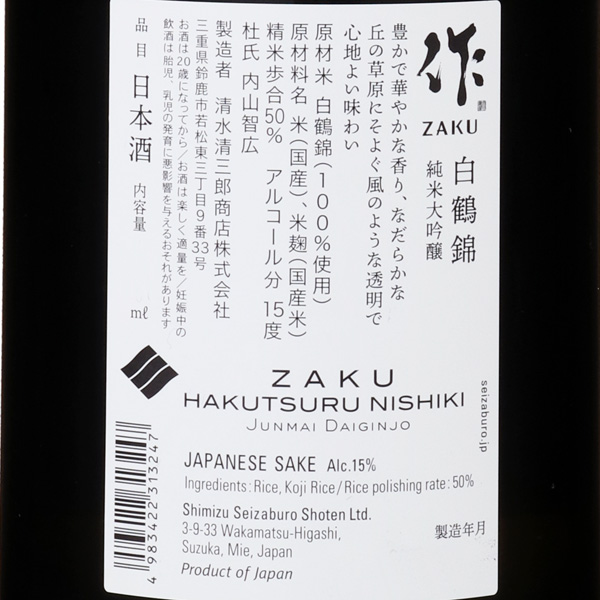 作
ZAKU
白鶴錦
純米大吟醸
豊かで華やかな香り、なだらかな
丘の草原にそよぐ風のような透明で
心地よい味わい
原材米 白鶴錦(100%使用)
原材料名 米(国産)、米麹(国産米)
精米歩合50% アルコール分 15度
杜氏 内山智広
製造者 清水清三郎商店株式会社
三重県鈴鹿市若松東三丁目9番33号
お酒は20歳になってから/お酒は楽しく適量を/妊娠中の
飲酒は胎児、乳児の発育に悪影響を与えるおそれがあります
品目 日本酒 内容量 ㎖
ZAKU
HAKUTSURU NISHIKI
JUNMAI DAIGINJO
seizaburo.jp
JAPANESE SAKE Alc.15%
Ingredients: Rice, Koji Rice / Rice polishing rate: 50%
Shimizu Seizaburo Shoten Ltd.
3-9-33 Wakamatsu-Higashi,
Suzuka, Mie, Japan
Product of Japan
製造年月
4983422313247